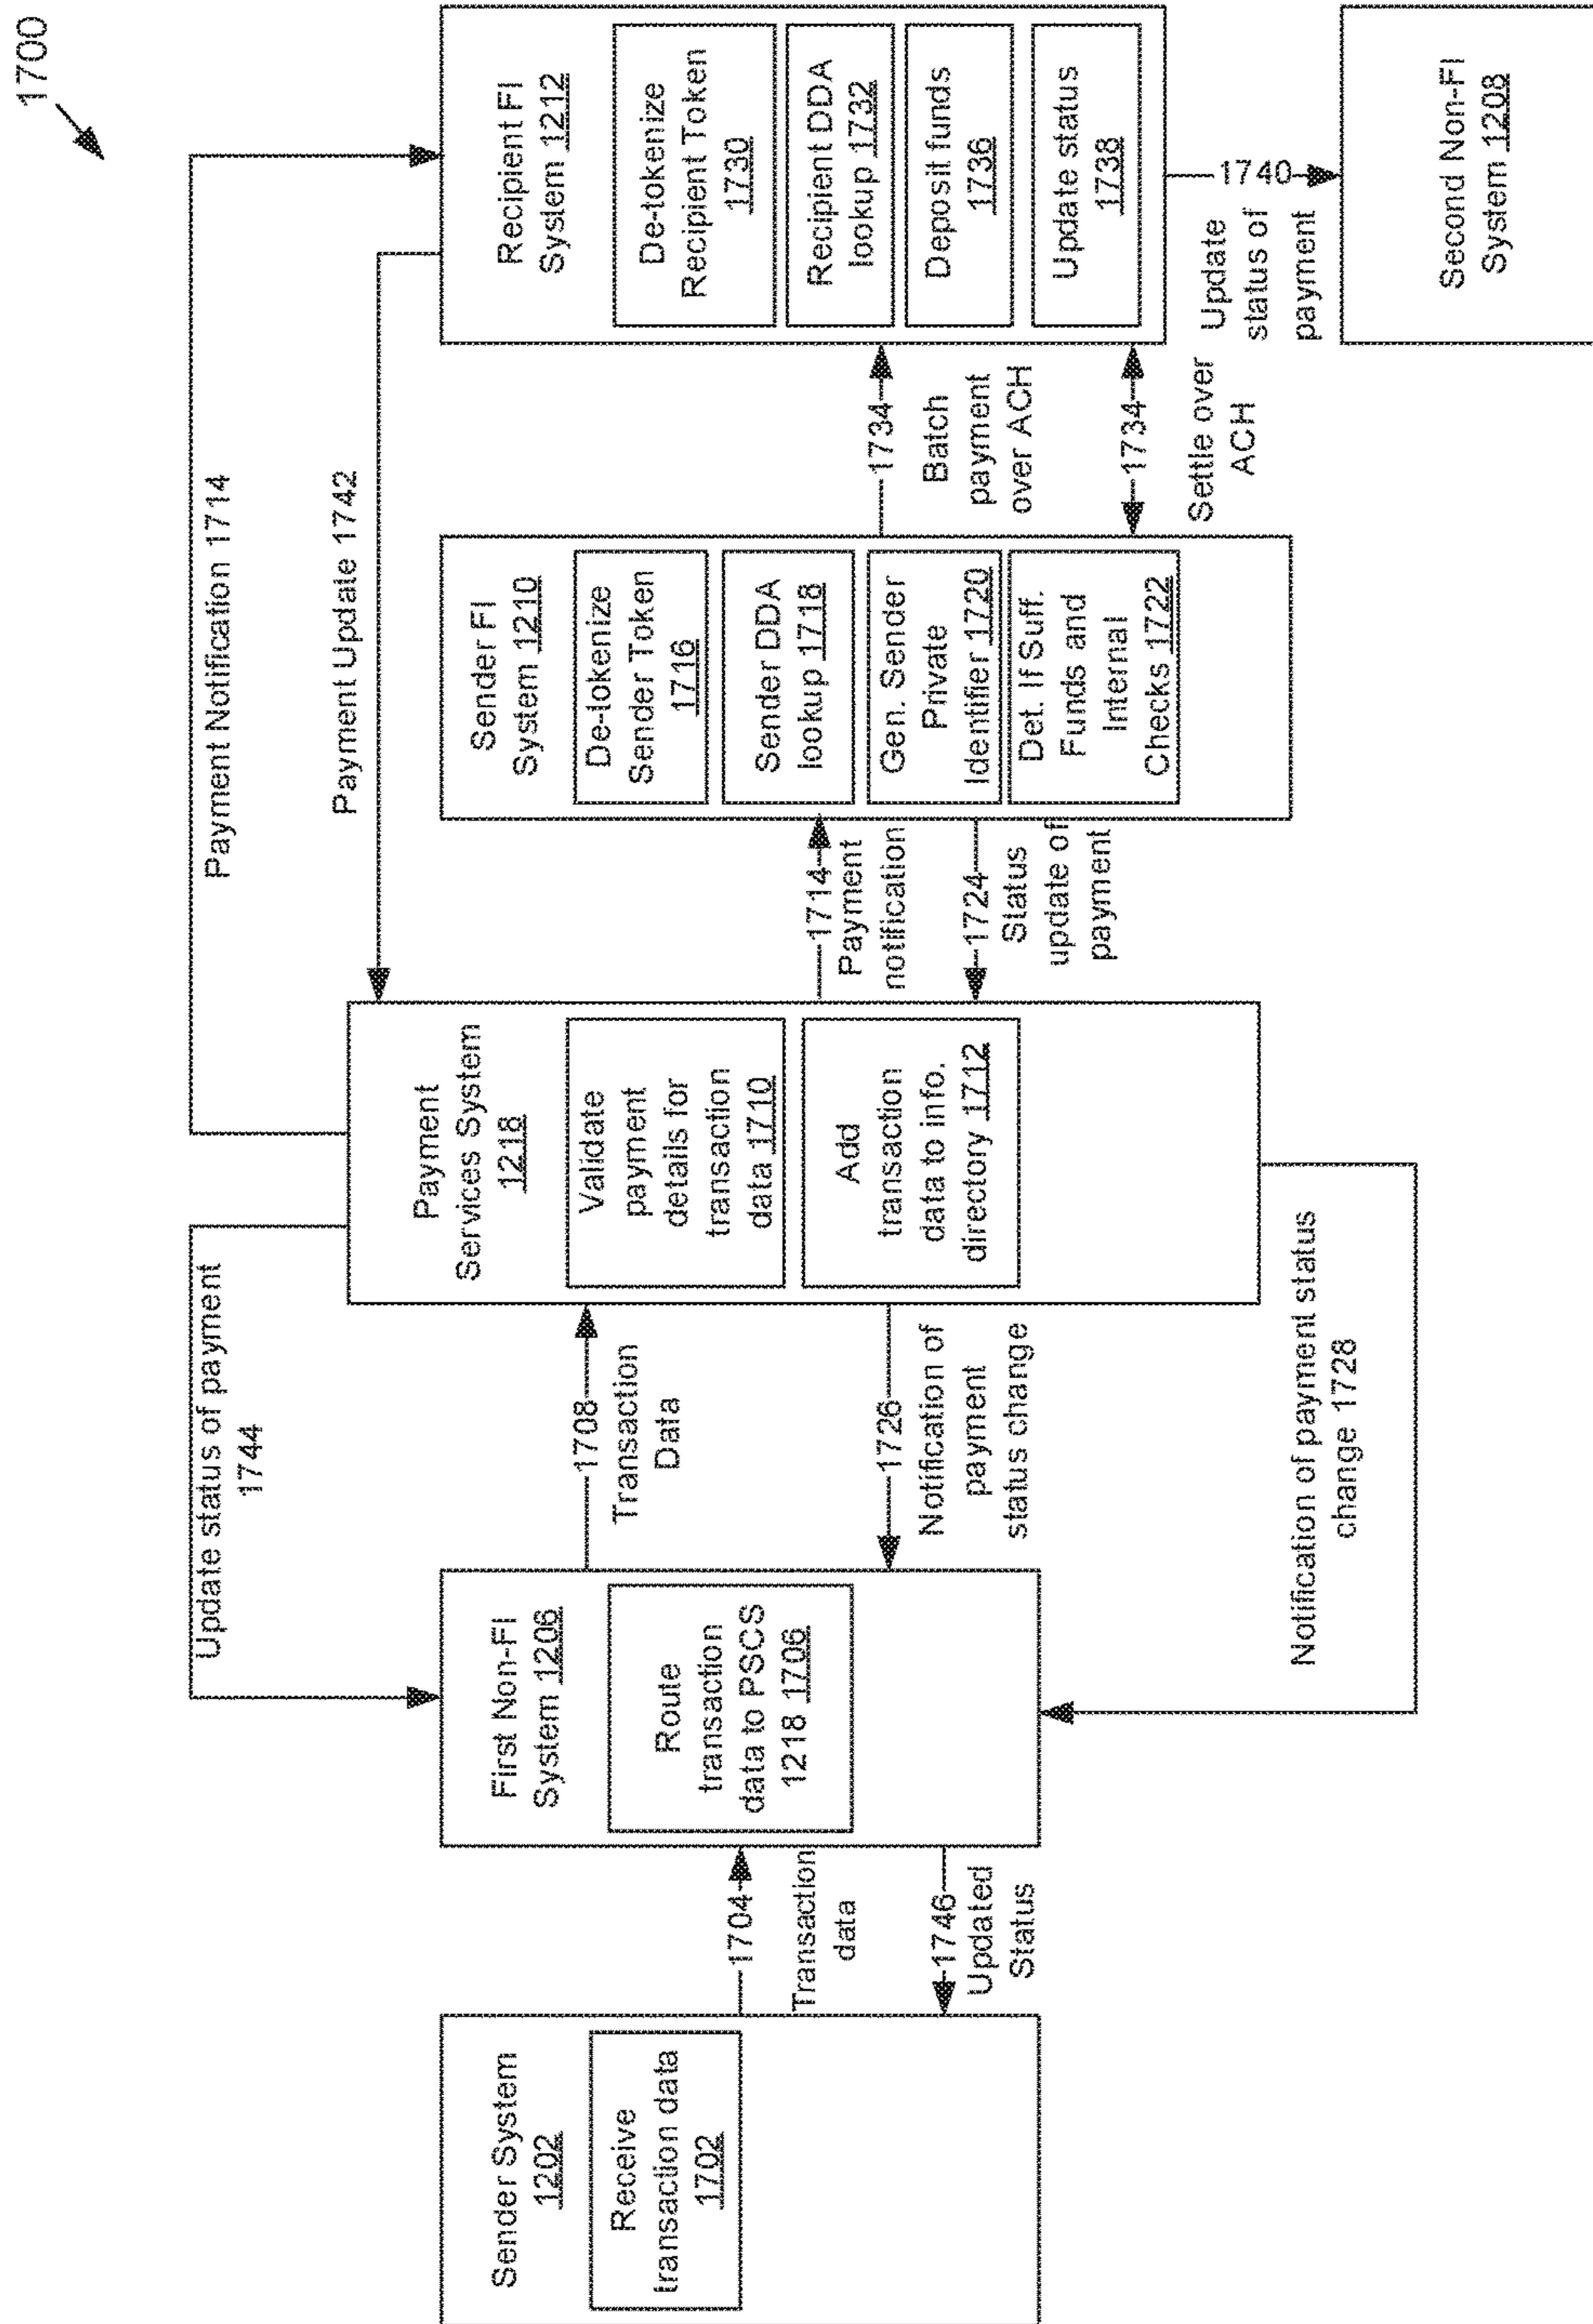 1700
Update status of payment
1744
Payment Notification 1714
Payment Update 1742
Sender System
1202
Receive
transaction data
1702
1704
Transaction
data
1746
Updated
Status
First Non-FI
System 1206
Route
transaction
data to PSCS
1218 1706
1708
Transaction
Data
1726
Notification of
payment
status change
Payment
Services System
1218
Validate
payment
details for
transaction
data 1710
Add
transaction
data to info.
directory 1712
1714
Payment
notification
1724
Status
update of
payment
Sender FI
System 1210
De-tokenize
Sender Token
1716
Sender DDA
lookup 1718
Gen. Sender
Private
Identifier 1720
Det. If Suff.
Funds and
Internal
Checks 1722
1734
Batch
payment
over ACH
1734
Settle over
ACH
Recipient FI
System 1212
De-tokenize
Recipient Token
1730
Recipient DDA
lookup 1732
Deposit funds
1736
Update status
1738
1740
Update
status of
payment
Second Non-FI
System 1208
Notification of payment status
change 1728